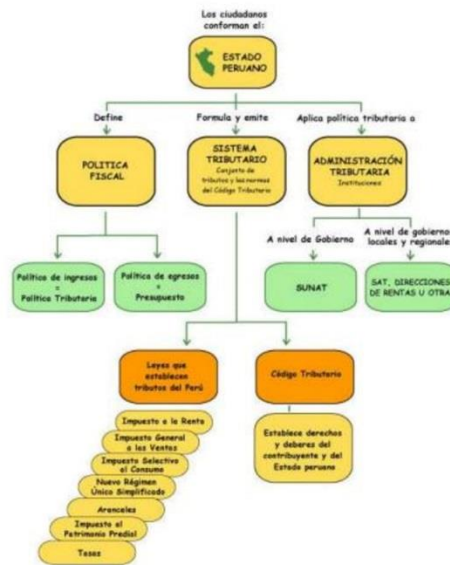 Los ciudadanos
conforman el:
ESTADO
PERUANO
Define
Formula y emite
Aplica política tributaria a
POLITICA
FISCAL
SISTEMA
TRIBUTARIO
Conjunto de
tributos y las normas
del Código Tributario
ADMINISTRACIÓN
TRIBUTARIA
Instituciones
A nivel de Gobierno
A nivel de gobiernos
locales y regionales
Política de ingresos
=
Política Tributaria
Política de egresos
=
Presupuesto
SUNAT
SAT, DIRECCIONES
DE RENTAS U OTRA
Leyes que
establecen
tributos del Perú
Código Tributario
Impuesto a la Renta
Impuesto General
a las Ventas
Impuesto Selectivo
al Consumo
Nuevo Régimen
Único Simplificado
Aranceles
Impuesto al
Patrimonio Predial
Tasas
Establece derechos
y deberes del
contribuyente y del
Estado peruano